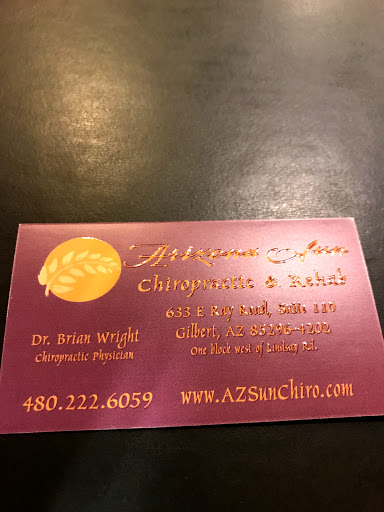 Arizona Sun
Chiropractic & Rehab
633 E Ray Road, Suite 110
Gilbert, AZ 85296-4202
One block west of Lindsay Rd.
Dr. Brian Wright
Chiropractic Physician
480.222.6059
www.AZSunChiro.com